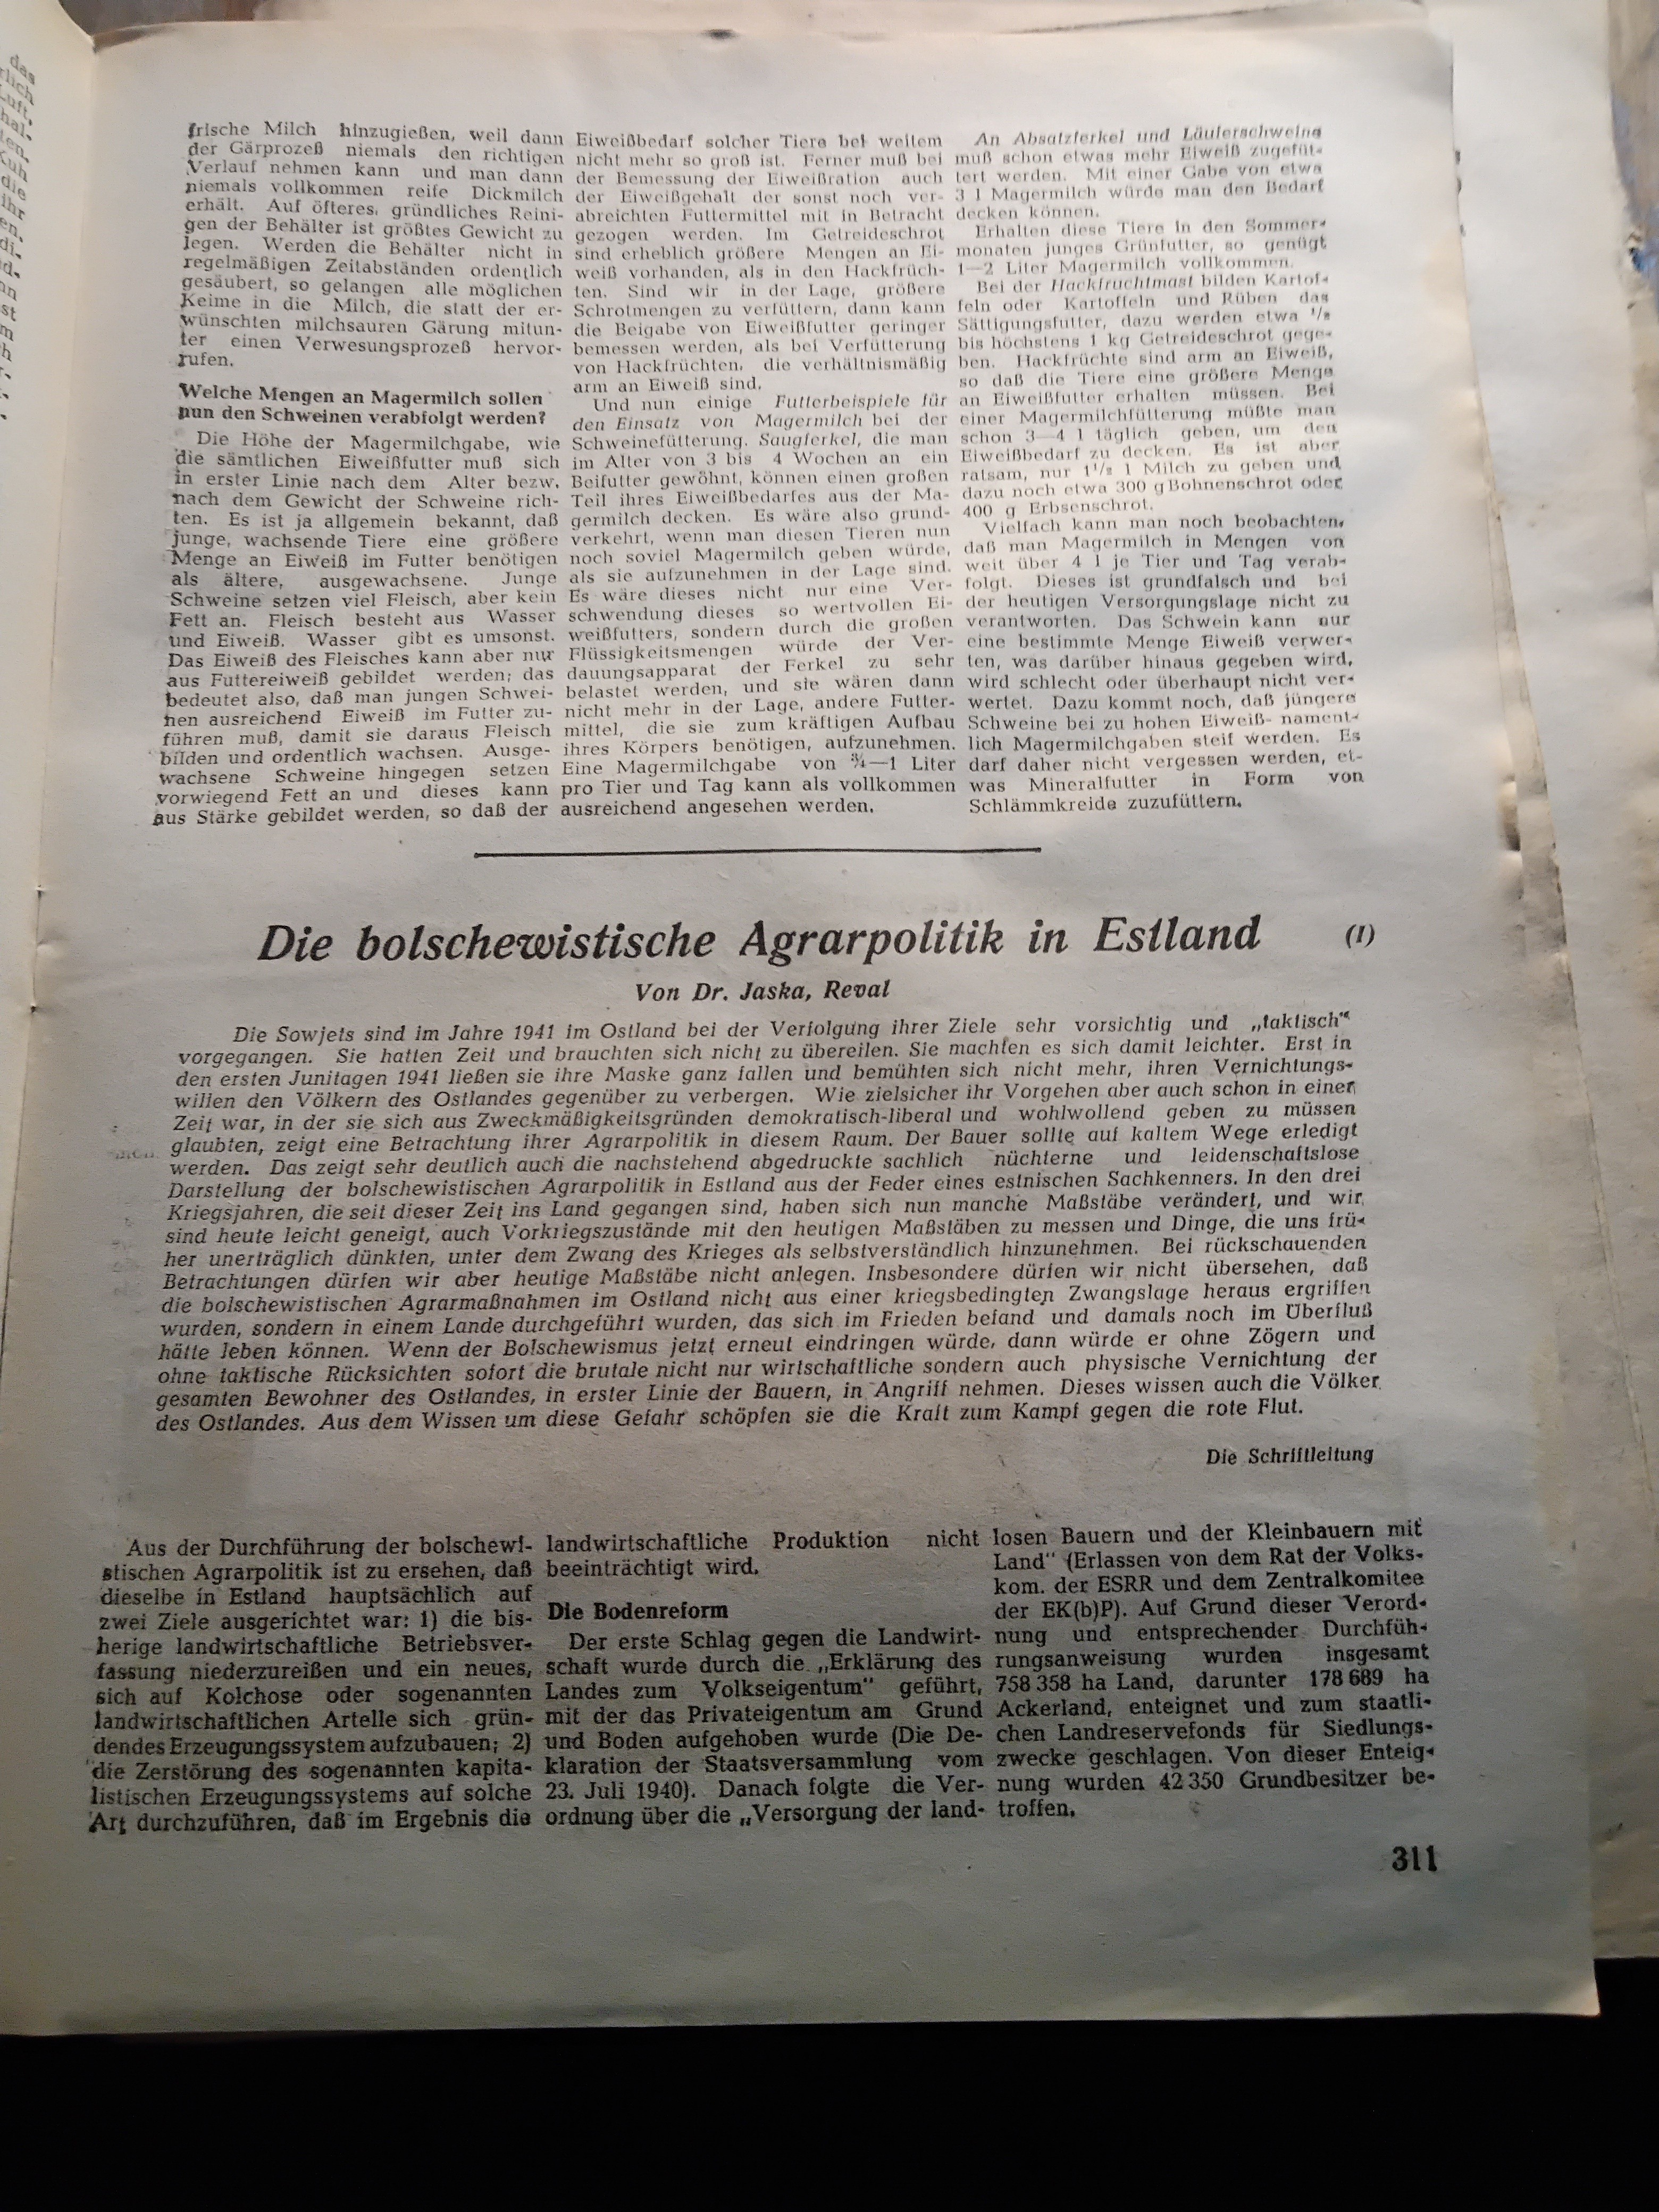 das
rlich
Luft,
hal-
ten.
Kuh
die
ihr
en.
di-
d-
nn
st
m
h
frische Milch hinzugießen, weil dann
der Gärprozeß niemals den richtigen
Verlauf nehmen kann und man dann
niemals vollkommen reife Dickmilch
erhält. Auf öfteres, gründliches Reini-
gen der Behälter ist größtes Gewicht zu
legen. Werden die Behälter nicht in
regelmäßigen Zeitabständen ordentlich
gesäubert, so gelangen alle möglichen
Keime in die Milch, die statt der er-
wünschten milchsauren Gärung mitun-
ter einen Verwesungsprozeß hervor-
rufen.
Welche Mengen an Magermilch sollen
nun den Schweinen verabfolgt werden?
Die Höhe der Magermilchgabe, wie
die sämtlichen Eiweißfutter muß sich
in erster Linie nach dem Alter bezw.
nach dem Gewicht der Schweine rich-
ten. Es ist ja allgemein bekannt, daß
junge, wachsende Tiere eine größere
Menge an Eiweiß im Futter benötigen
als ältere, ausgewachsene. Junge
Schweine setzen viel Fleisch, aber kein
Fett an. Fleisch besteht aus Wasser
und Eiweiß. Wasser gibt es umsonst.
Das Eiweiß des Fleisches kann aber nur
aus Futtereiweiß gebildet werden; das
bedeutet also, daß man jungen Schwei-
nen ausreichend Eiweiß im Futter zu-
führen muß, damit sie daraus Fleisch
bilden und ordentlich wachsen. Ausge-
wachsene Schweine hingegen setzen
vorwiegend Fett an und dieses kann
aus Stärke gebildet werden, so daß der
Eiweißbedarf solcher Tiere bei weitem
nicht mehr so groß ist. Ferner muß bei
der Bemessung der Eiweißration auch
der Eiweißgehalt der sonst noch ver-
abreichten Futtermittel mit in Betracht
gezogen werden. Im Getreideschrot
sind erheblich größere Mengen an Ei-
weiß vorhanden, als in den Hackfrüch-
ten. Sind wir in der Lage, größere
Schrotmengen zu verfüttern, dann kann
die Beigabe von Eiweißfutter geringer
bemessen werden, als bei Verfütterung
von Hackfrüchten, die verhältnismäßig
arm an Eiweiß sind.
Und nun einige Futterbeispiele für
den Einsatz von Magermilch bei der
Schweinefütterung. Saugferkel, die man
im Alter von 3 bis 4 Wochen an ein
Beifutter gewöhnt, können einen großen
Teil ihres Eiweißbedarfes aus der Ma-
germilch decken. Es wäre also grund-
verkehrt, wenn man diesen Tieren nun
noch soviel Magermilch geben würde,
als sie aufzunehmen in der Lage sind.
Es wäre dieses nicht nur eine Ver-
schwendung dieses so wertvollen Ei-
weißfutters, sondern durch die großen
Flüssigkeitsmengen würde der Ver-
dauungsapparat der Ferkel zu sehr
belastet werden, und sie wären dann
nicht mehr in der Lage, andere Futter-
mittel, die sie zum kräftigen Aufbau
ihres Körpers benötigen, aufzunehmen.
Eine Magermilchgabe von ¾—1 Liter
pro Tier und Tag kann als vollkommen
ausreichend angesehen werden.
An Absatzferkel und Läuferschweine
muß schon etwas mehr Eiweiß zugefüt-
tert werden. Mit einer Gabe von etwa
3 l Magermilch würde man den Bedarf
decken können.
Erhalten diese Tiere in den Sommer-
monaten junges Grünfutter, so genügt
1—2 Liter Magermilch vollkommen.
Bei der Hackfruchtmast bilden Kartof-
feln oder Kartoffeln und Rüben das
Sättigungsfutter, dazu werden etwa ½
bis höchstens 1 kg Getreideschrot gege-
ben. Hackfrüchte sind arm an Eiweiß,
so daß die Tiere eine größere Menge
an Eiweißfutter erhalten müssen. Bei
einer Magermilchfütterung müßte man
schon 3—4 l täglich geben, um den
Eiweißbedarf zu decken. Es ist aber
ratsam, nur 1½ l Milch zu geben und
dazu noch etwa 300 g Bohnenschrot oder
400 g Erbsenschrot.
Vielfach kann man noch beobachten,
daß man Magermilch in Mengen von
weit über 4 l je Tier und Tag verab-
folgt. Dieses ist grundfalsch und bei
der heutigen Versorgungslage nicht zu
verantworten. Das Schwein kann nur
eine bestimmte Menge Eiweiß verwer-
ten, was darüber hinaus gegeben wird,
wird schlecht oder überhaupt nicht ver-
wertet. Dazu kommt noch, daß jüngere
Schweine bei zu hohen Eiweiß- nament-
lich Magermilchgaben steif werden. Es
darf daher nicht vergessen werden, et-
was Mineralfutter in Form von
Schlämmkreide zuzufüttern.
Die bolschewistische Agrarpolitik in Estland (I)
Von Dr. Jaska, Reval
Die Sowjets sind im Jahre 1941 im Ostland bei der Verfolgung ihrer Ziele sehr vorsichtig und „taktisch“
vorgegangen. Sie hatten Zeit und brauchten sich nicht zu übereilen. Sie machten es sich damit leichter. Erst in
den ersten Junitagen 1941 ließen sie ihre Maske ganz fallen und bemühten sich nicht mehr, ihren Vernichtungs-
willen den Völkern des Ostlandes gegenüber zu verbergen. Wie zielsicher ihr Vorgehen aber auch schon in einer
Zeit war, in der sie sich aus Zweckmäßigkeitsgründen demokratisch-liberal und wohlwollend geben zu müssen
glaubten, zeigt eine Betrachtung ihrer Agrarpolitik in diesem Raum. Der Bauer sollte auf kaltem Wege erledigt
werden. Das zeigt sehr deutlich auch die nachstehend abgedruckte sachlich nüchterne und leidenschaftslose
Darstellung der bolschewistischen Agrarpolitik in Estland aus der Feder eines estnischen Sachkenners. In den drei
Kriegsjahren, die seit dieser Zeit ins Land gegangen sind, haben sich nun manche Maßstäbe verändert, und wir
sind heute leicht geneigt, auch Vorkriegszustände mit den heutigen Maßstäben zu messen und Dinge, die uns frü-
her unerträglich dünkten, unter dem Zwang des Krieges als selbstverständlich hinzunehmen. Bei rückschauenden
Betrachtungen dürfen wir aber heutige Maßstäbe nicht anlegen. Insbesondere dürfen wir nicht übersehen, daß
die bolschewistischen Agrarmaßnahmen im Ostland nicht aus einer kriegsbedingten Zwangslage heraus ergriffen
wurden, sondern in einem Lande durchgeführt wurden, das sich im Frieden befand und damals noch im Überfluß
hätte leben können. Wenn der Bolschewismus jetzt erneut eindringen würde, dann würde er ohne Zögern und
ohne taktische Rücksichten sofort die brutale nicht nur wirtschaftliche sondern auch physische Vernichtung der
gesamten Bewohner des Ostlandes, in erster Linie der Bauern, in Angriff nehmen. Dieses wissen auch die Völker
des Ostlandes. Aus dem Wissen um diese Gefahr schöpfen sie die Kraft zum Kampf gegen die rote Flut.
Die Schriftleitung
Aus der Durchführung der bolschewi-
stischen Agrarpolitik ist zu ersehen, daß
dieselbe in Estland hauptsächlich auf
zwei Ziele ausgerichtet war: 1) die bis-
herige landwirtschaftliche Betriebsver-
fassung niederzureißen und ein neues,
sich auf Kolchose oder sogenannten
landwirtschaftlichen Artelle sich grün-
dendes Erzeugungssystem aufzubauen; 2)
die Zerstörung des sogenannten kapita-
listischen Erzeugungssystems auf solche
Art durchzuführen, daß im Ergebnis die
landwirtschaftliche Produktion nicht
beeinträchtigt wird.
Die Bodenreform
Der erste Schlag gegen die Landwirt-
schaft wurde durch die „Erklärung des
Landes zum Volkseigentum“ geführt,
mit der das Privateigentum am Grund
und Boden aufgehoben wurde (Die De-
klaration der Staatsversammlung vom
23. Juli 1940). Danach folgte die Ver-
ordnung über die „Versorgung der land-
losen Bauern und der Kleinbauern mit
Land“ (Erlassen von dem Rat der Volks-
kom. der ESRR und dem Zentralkomitee
der EK(b)P). Auf Grund dieser Verord-
nung und entsprechender Durchfüh-
rungsanweisung wurden insgesamt
758 358 ha Land, darunter 178 689 ha
Ackerland, enteignet und zum staatli-
chen Landreservefonds für Siedlungs-
zwecke geschlagen. Von dieser Enteig-
nung wurden 42 350 Grundbesitzer be-
troffen.
311